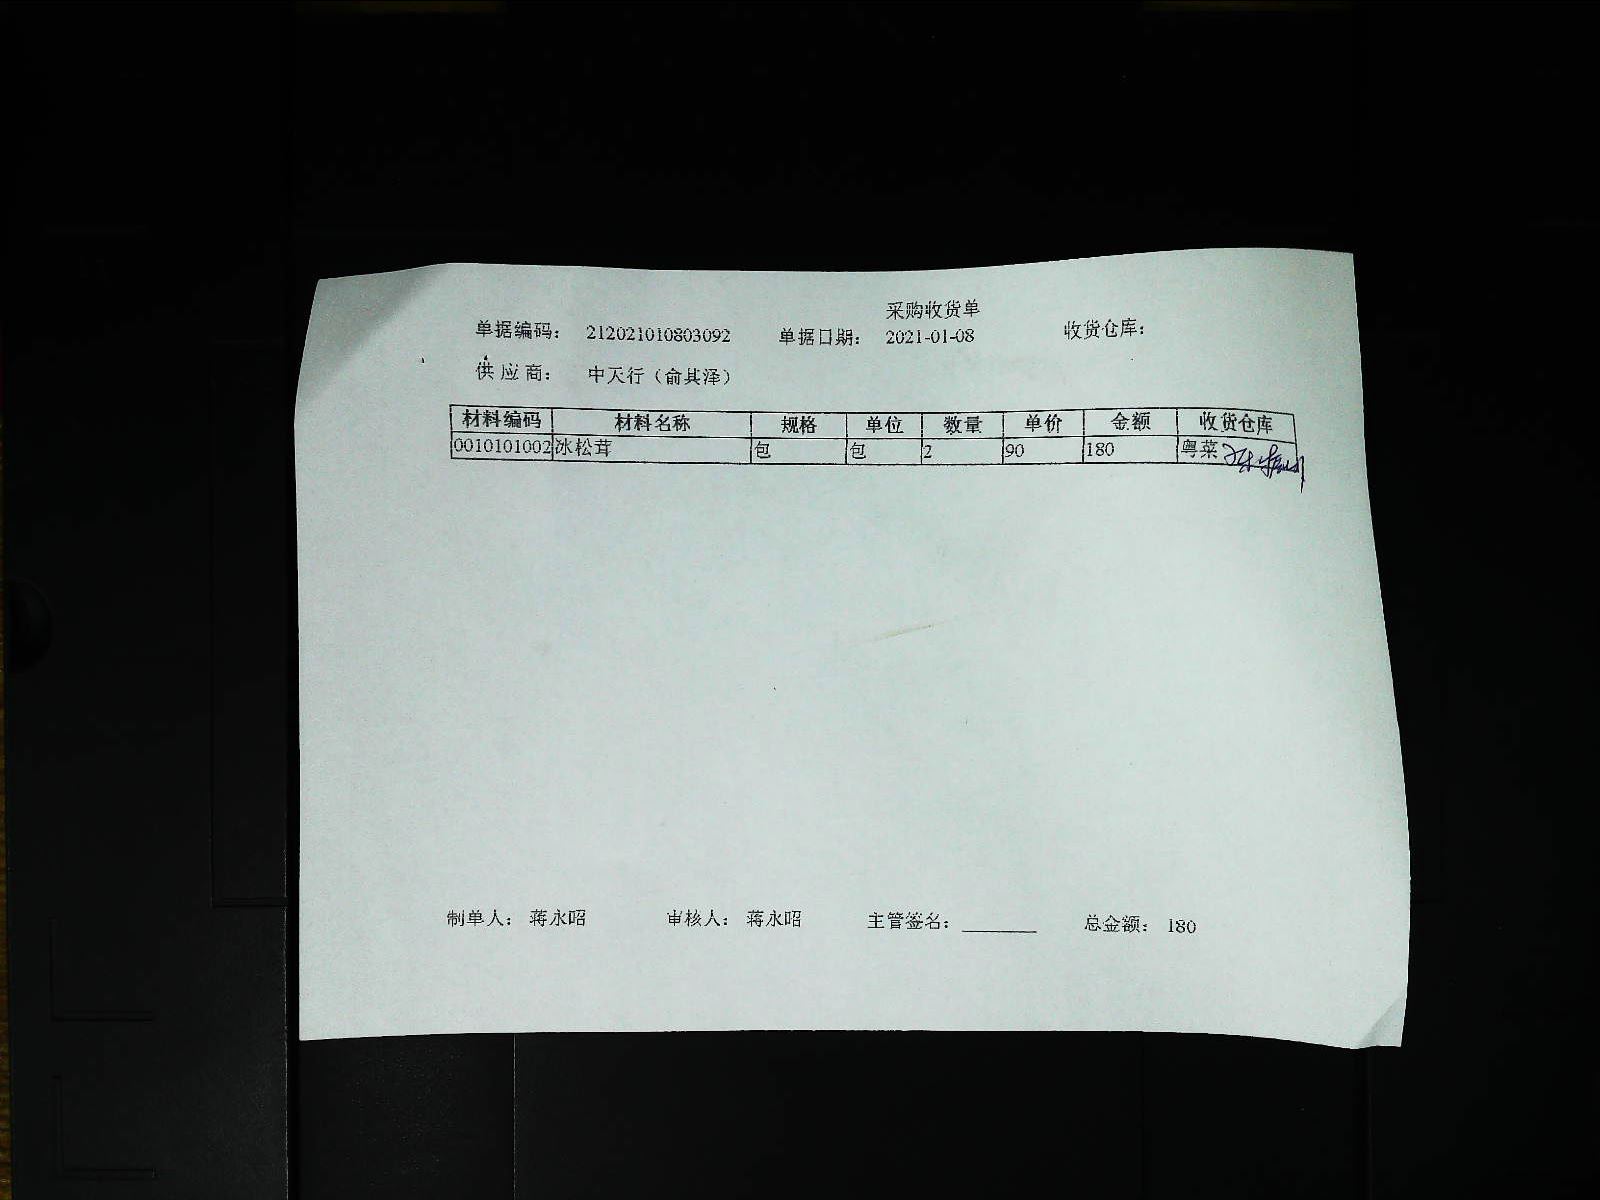 采购收货单
单据编码： 212021010803092 单据日期： 2021-01-08 收货仓库：
供应商： 中天行（俞其泽）
材料编码 材料名称 规格 单位 数量 单价 金额 收货仓库
0010101002 冰松茸 包 包 2 90 180 粤菜
制单人： 蒋永昭 审核人： 蒋永昭 主管签名：________ 总金额： 180